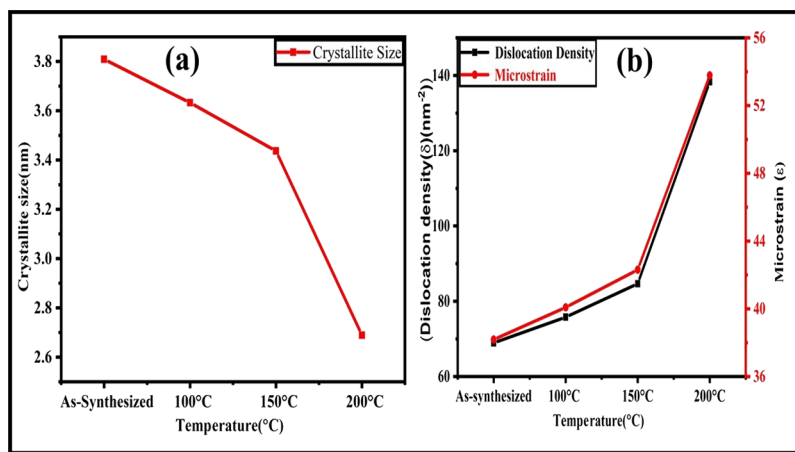 (a)
Crystallite Size
Crystallite size(nm)
3.8
3.6
3.4
3.2
3.0
2.8
2.6
As-Synthesized 100°C 150°C 200°C
Temperature(°C)
(b)
Dislocation Density
Microstrain
(Dislocation density(δ)(nm⁻²))
140
120
100
80
60
56
52
48
44
40
36
Microstrain (ε)
As-synthesized 100°C 150°C 200°C
Temperature(°C)